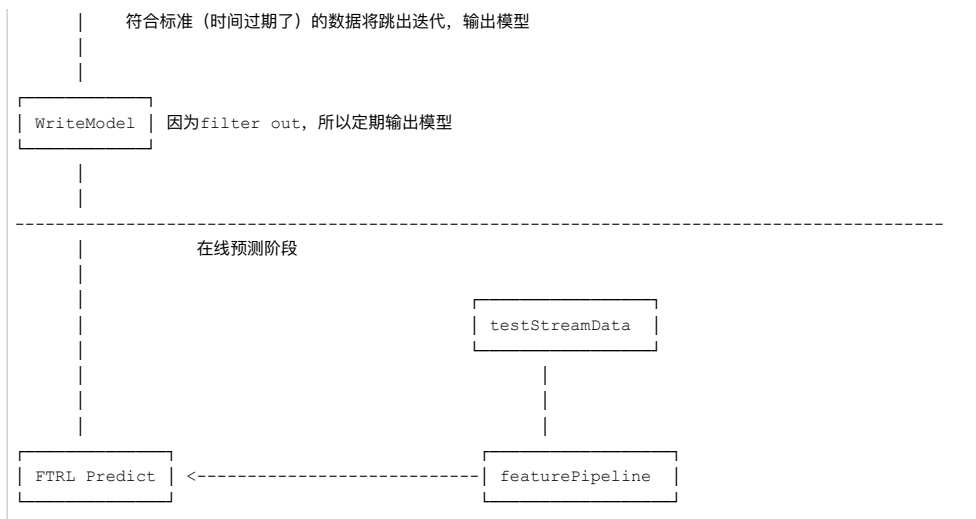 符合标准（时间过期了）的数据将跳出迭代，输出模型
WriteModel 因为filter out，所以定期输出模型
在线预测阶段
testStreamData
FTRL Predict <---------------------------- featurePipeline